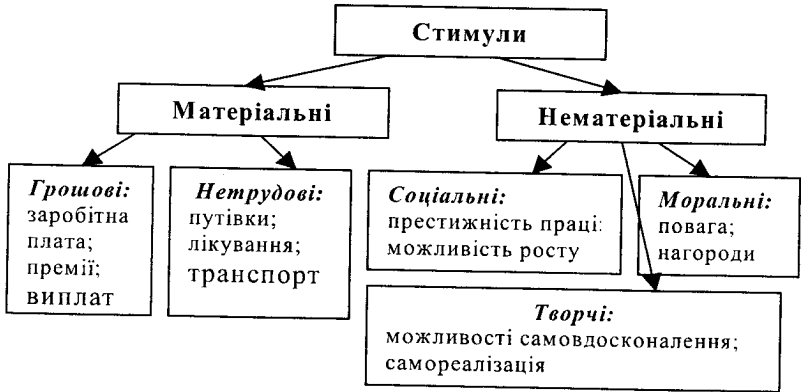 Стимули
Матеріальні
Нематеріальні
Грошові:
заробітна
плата;
премії;
виплат
Нетрудові:
путівки;
лікування;
транспорт
Соціальні:
престижність праці:
можливість росту
Моральні:
повага;
нагороди
Творчі:
можливості самовдосконалення;
самореалізація